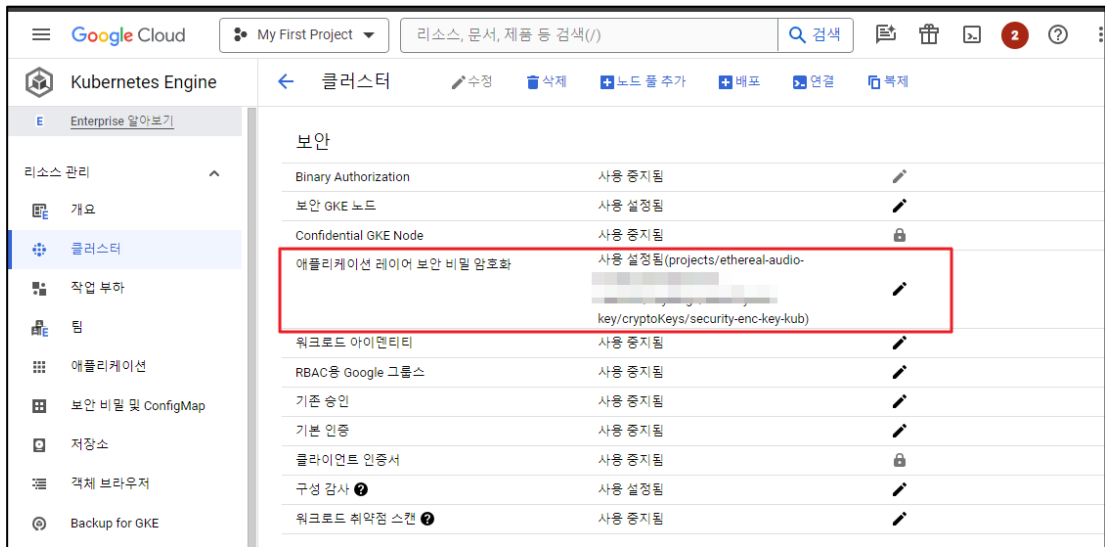 Google Cloud
My First Project
리소스, 문서, 제품 등 검색(/)
검색
2
Kubernetes Engine
클러스터
수정
삭제
노드 풀 추가
배포
연결
복제
E Enterprise 알아보기
리소스 관리
개요
클러스터
작업 부하
팀
애플리케이션
보안 비밀 및 ConfigMap
저장소
객체 브라우저
Backup for GKE
보안
Binary Authorization 사용 중지됨
보안 GKE 노드 사용 설정됨
Confidential GKE Node 사용 중지됨
애플리케이션 레이어 보안 비밀 암호화 사용 설정됨(projects/ethereal-audio-
key/cryptoKeys/security-enc-key-kub)
워크로드 아이덴티티 사용 중지됨
RBAC용 Google 그룹스 사용 중지됨
기존 승인 사용 중지됨
기본 인증 사용 중지됨
클라이언트 인증서 사용 중지됨
구성 감사 사용 설정됨
워크로드 취약점 스캔 사용 중지됨